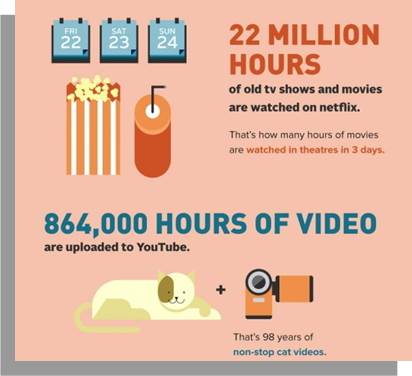 FRI SAT SUN
22 23 24
22 MILLION
HOURS
of old tv shows and movies
are watched on netflix.
That's how many hours of movies
are watched in theatres in 3 days.
864,000 HOURS OF VIDEO
are uploaded to YouTube.
+
That's 98 years of
non-stop cat videos.